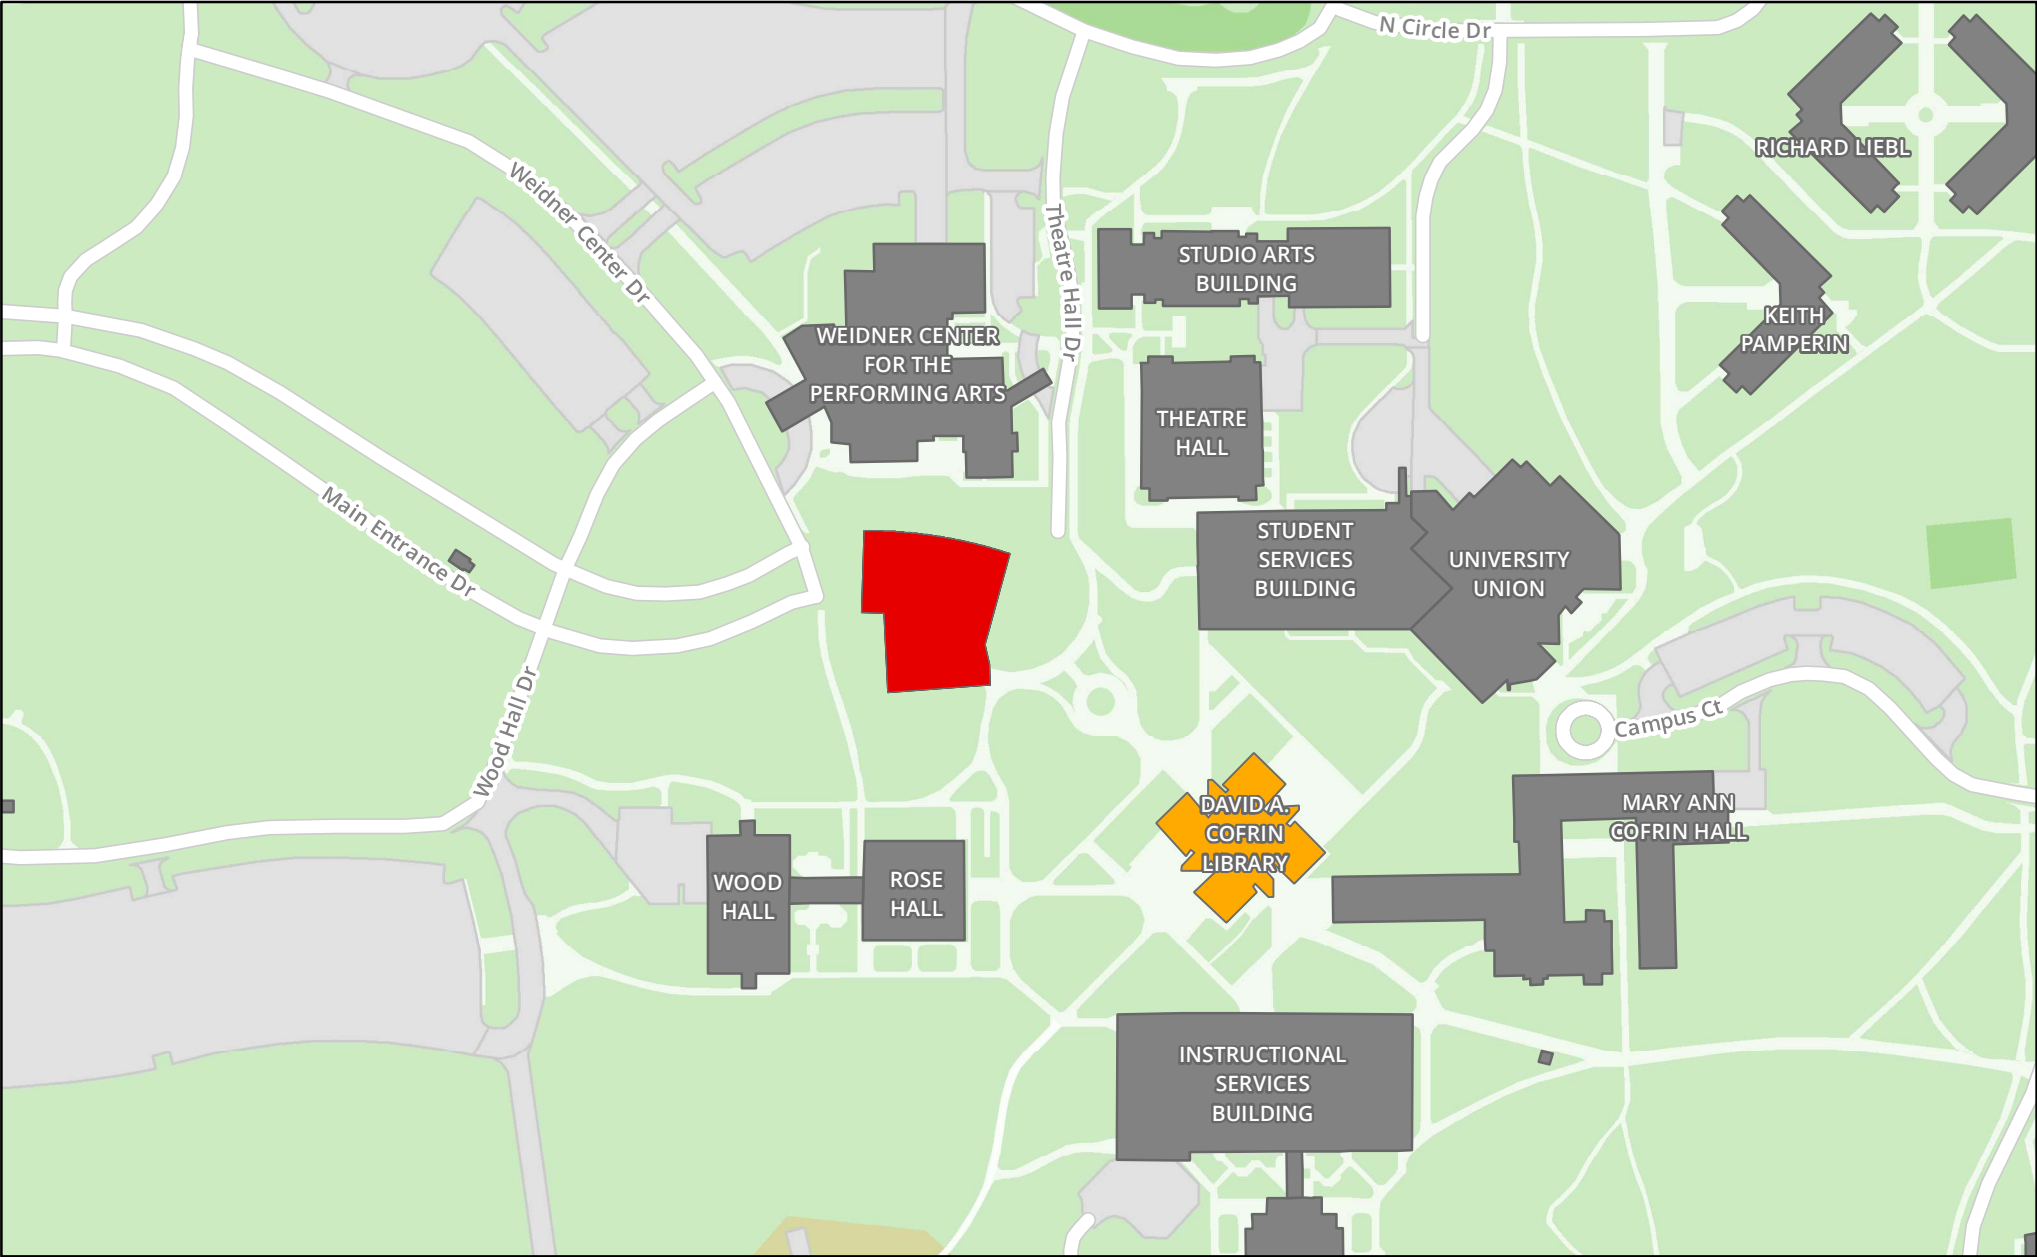 N Circle Dr
RICHARD LIEBL
Weidner Center Dr
Theatre Hall Dr
STUDIO ARTS
BUILDING
KEITH
PAMPERIN
WEIDNER CENTER
FOR THE
PERFORMING ARTS
THEATRE
HALL
Main Entrance Dr
STUDENT
SERVICES
BUILDING
UNIVERSITY
UNION
Wood Hall Dr
Campus Ct
DAVID A.
COFRIN
LIBRARY
MARY ANN
COFRIN HALL
WOOD
HALL
ROSE
HALL
INSTRUCTIONAL
SERVICES
BUILDING